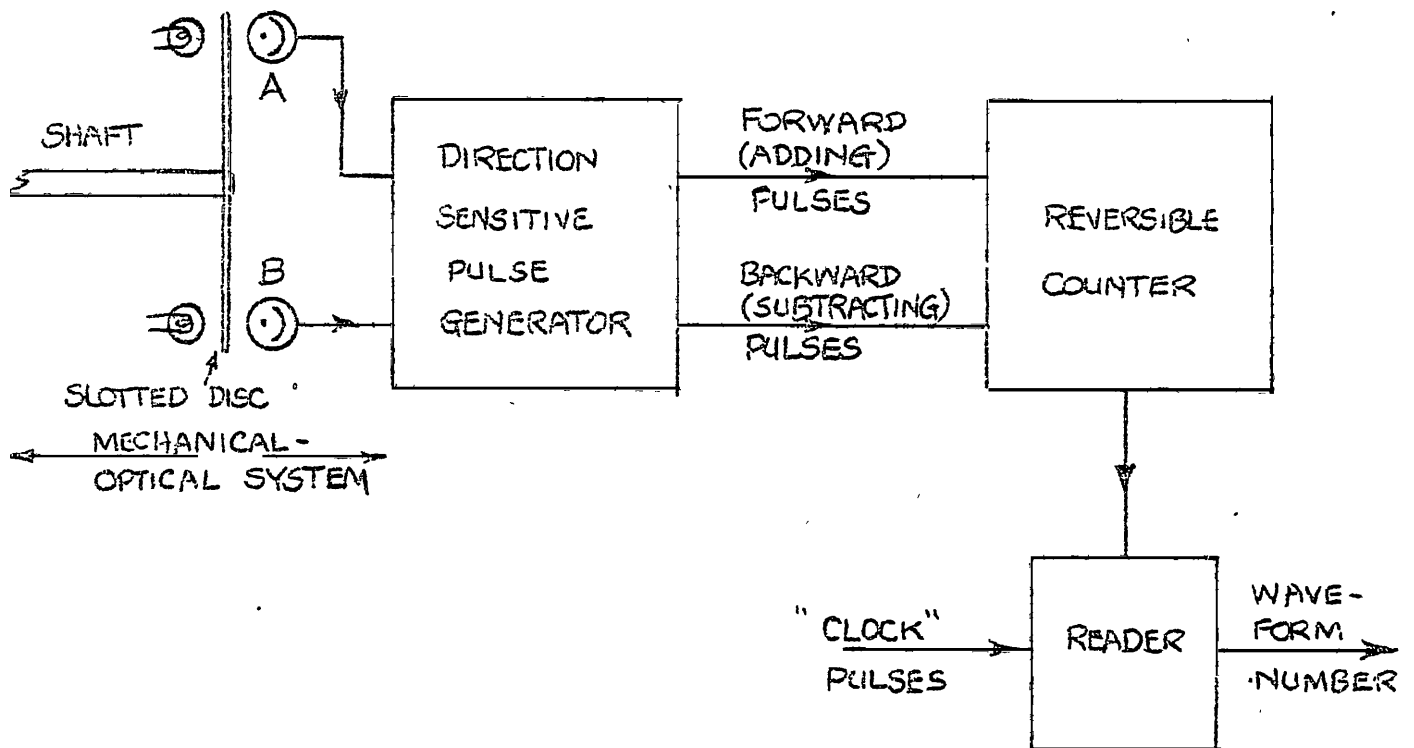 A
SHAFT
B
SLOTTED DISC
MECHANICAL-
OPTICAL SYSTEM
DIRECTION
SENSITIVE
PULSE
GENERATOR
FORWARD
(ADDING)
PULSES
BACKWARD
(SUBTRACTING)
PULSES
REVERSIBLE
COUNTER
"CLOCK"
PULSES
READER
WAVE-
FORM
NUMBER